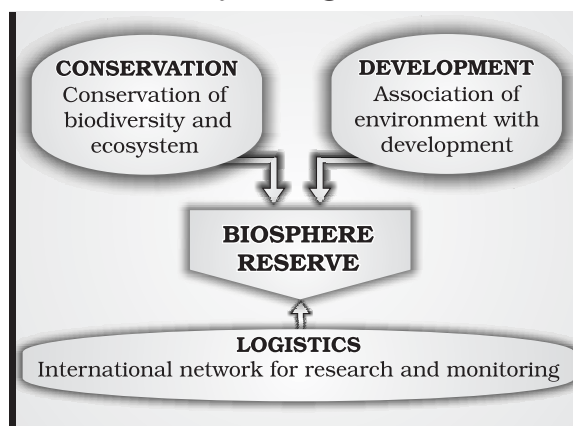 CONSERVATION
Conservation of
biodiversity and
ecosystem
DEVELOPMENT
Association of
environment with
development
BIOSPHERE
RESERVE
LOGISTICS
International network for research and monitoring